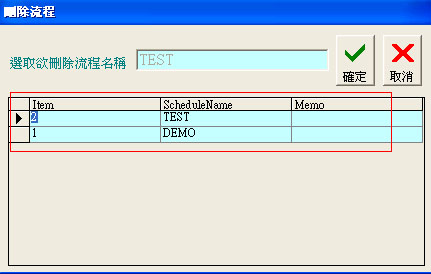 刪除流程
選取欲刪除流程名稱 TEST
確定 取消
Item ScheduleName Memo
2 TEST
1 DEMO